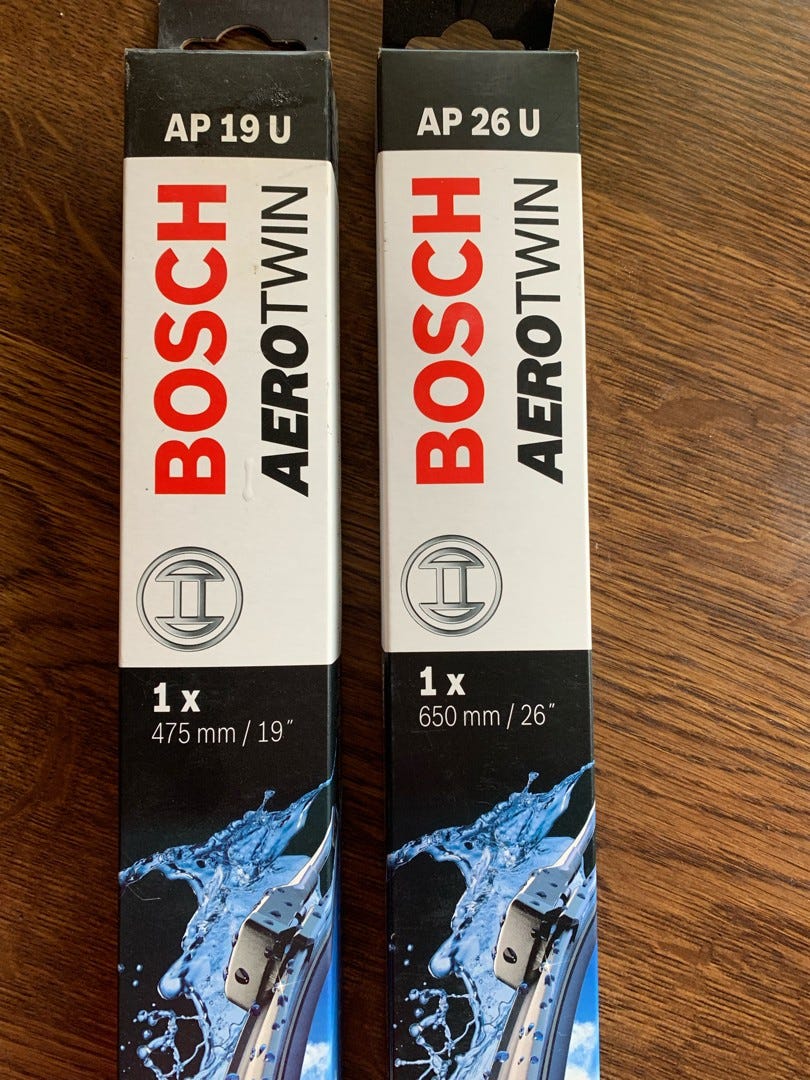 AP 19 U
BOSCH
AEROTWIN
1 x
475 mm / 19"
AP 26 U
BOSCH
AEROTWIN
1 x
650 mm / 26"